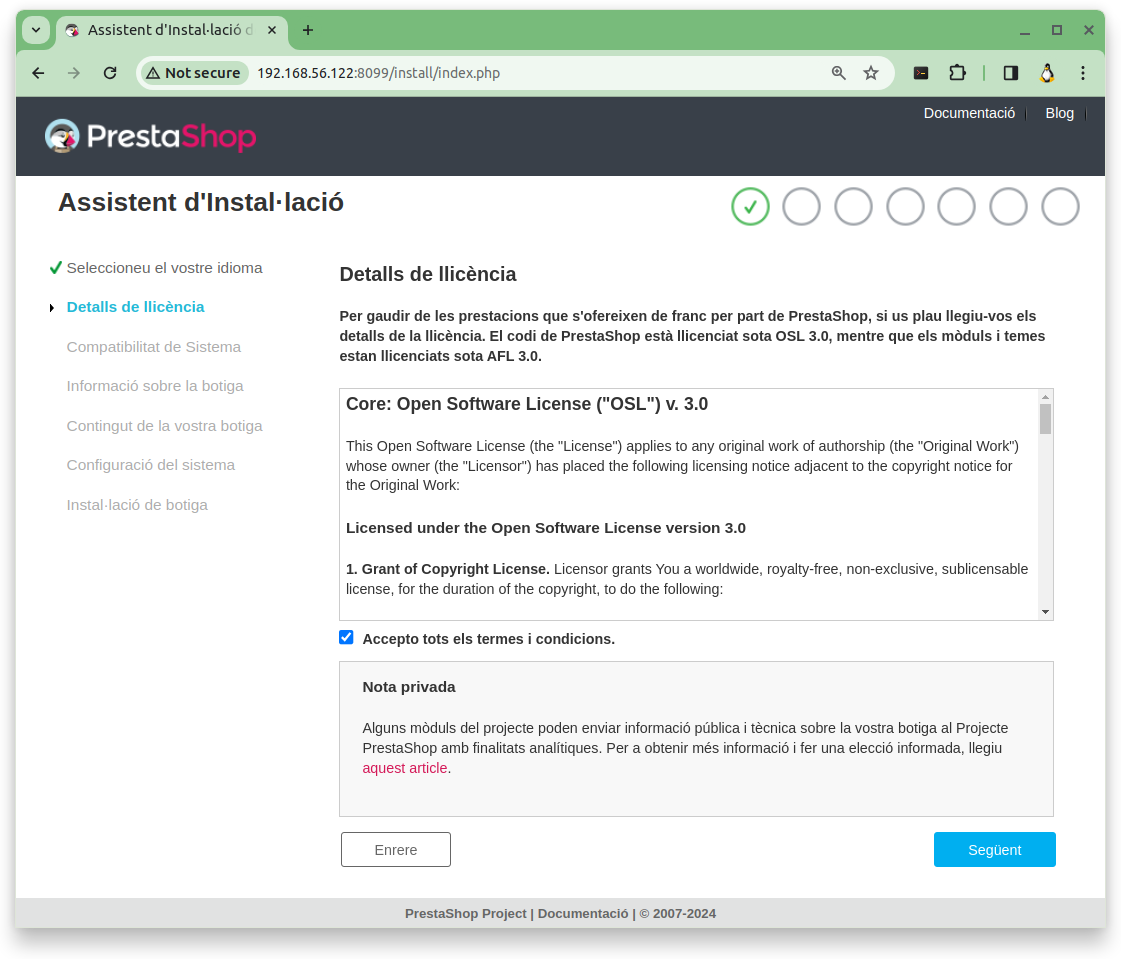 Assistent d'Instal·lació d
Not secure
192.168.56.122:8099/install/index.php
Documentació
Blog
PrestaShop
Assistent d'Instal·lació
Seleccioneu el vostre idioma
Detalls de llicència
Compatibilitat de Sistema
Informació sobre la botiga
Contingut de la vostra botiga
Configuració del sistema
Instal·lació de botiga
Detalls de llicència
Per gaudir de les prestacions que s'ofereixen de franc per part de PrestaShop, si us plau llegiu-vos els
detalls de la llicència. El codi de PrestaShop està llicenciat sota OSL 3.0, mentre que els mòduls i temes
estan llicenciats sota AFL 3.0.
Core: Open Software License ("OSL") v. 3.0
This Open Software License (the "License") applies to any original work of authorship (the "Original Work")
whose owner (the "Licensor") has placed the following licensing notice adjacent to the copyright notice for
the Original Work:
Licensed under the Open Software License version 3.0
1. Grant of Copyright License. Licensor grants You a worldwide, royalty-free, non-exclusive, sublicensable
license, for the duration of the copyright, to do the following:
Accepto tots els termes i condicions.
Nota privada
Alguns mòduls del projecte poden enviar informació pública i tècnica sobre la vostra botiga al Projecte
PrestaShop amb finalitats analítiques. Per a obtenir més informació i fer una elecció informada, llegiu
aquest article.
Enrere
Següent
PrestaShop Project | Documentació | © 2007-2024